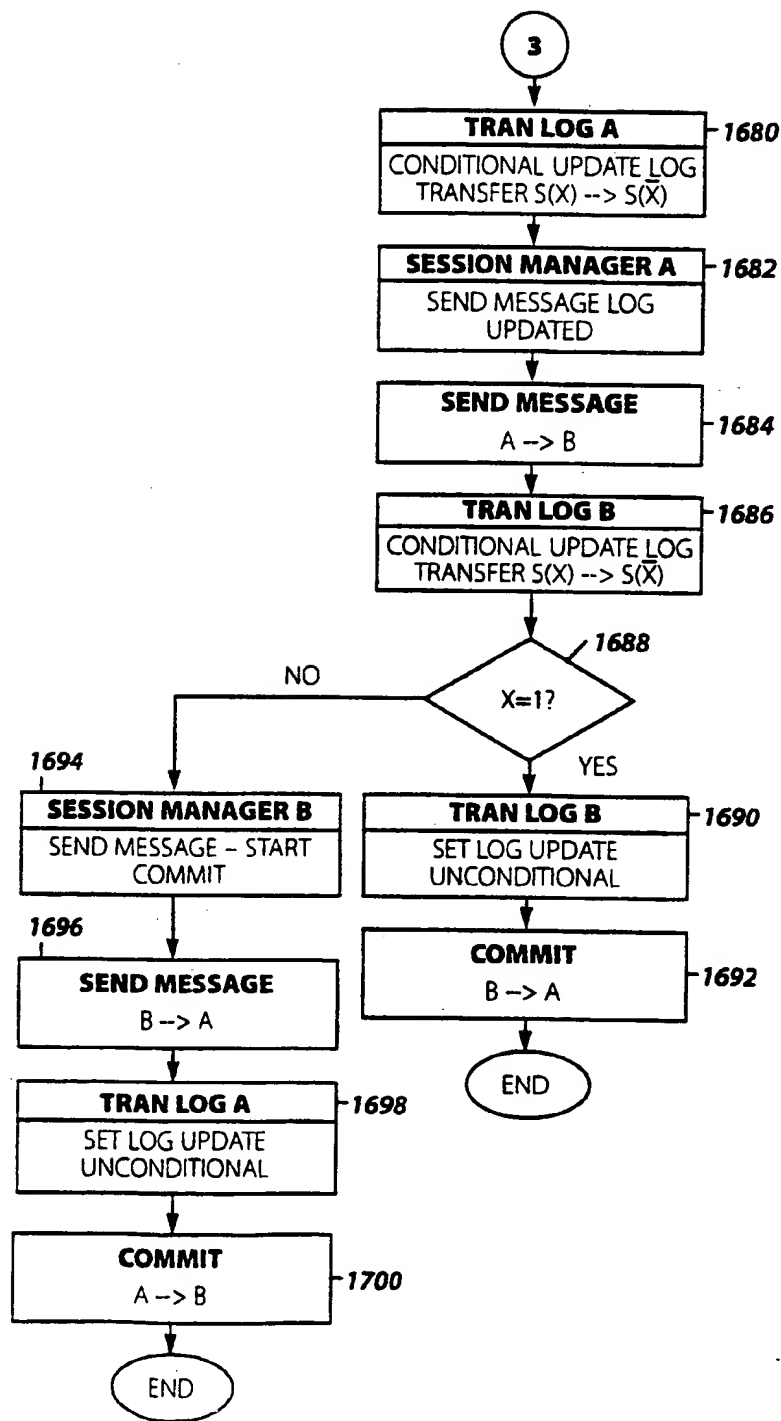 3
TRAN LOG A
1680
CONDITIONAL UPDATE LOG
TRANSFER S(X) --> S(X̅)
SESSION MANAGER A
1682
SEND MESSAGE LOG
UPDATED
SEND MESSAGE
1684
A --> B
TRAN LOG B
1686
CONDITIONAL UPDATE LOG
TRANSFER S(X) --> S(X̅)
1688
X=1?
NO
YES
1694
SESSION MANAGER B
SEND MESSAGE – START
COMMIT
TRAN LOG B
1690
SET LOG UPDATE
UNCONDITIONAL
1696
SEND MESSAGE
B --> A
COMMIT
1692
B --> A
END
TRAN LOG A
1698
SET LOG UPDATE
UNCONDITIONAL
COMMIT
1700
A --> B
END